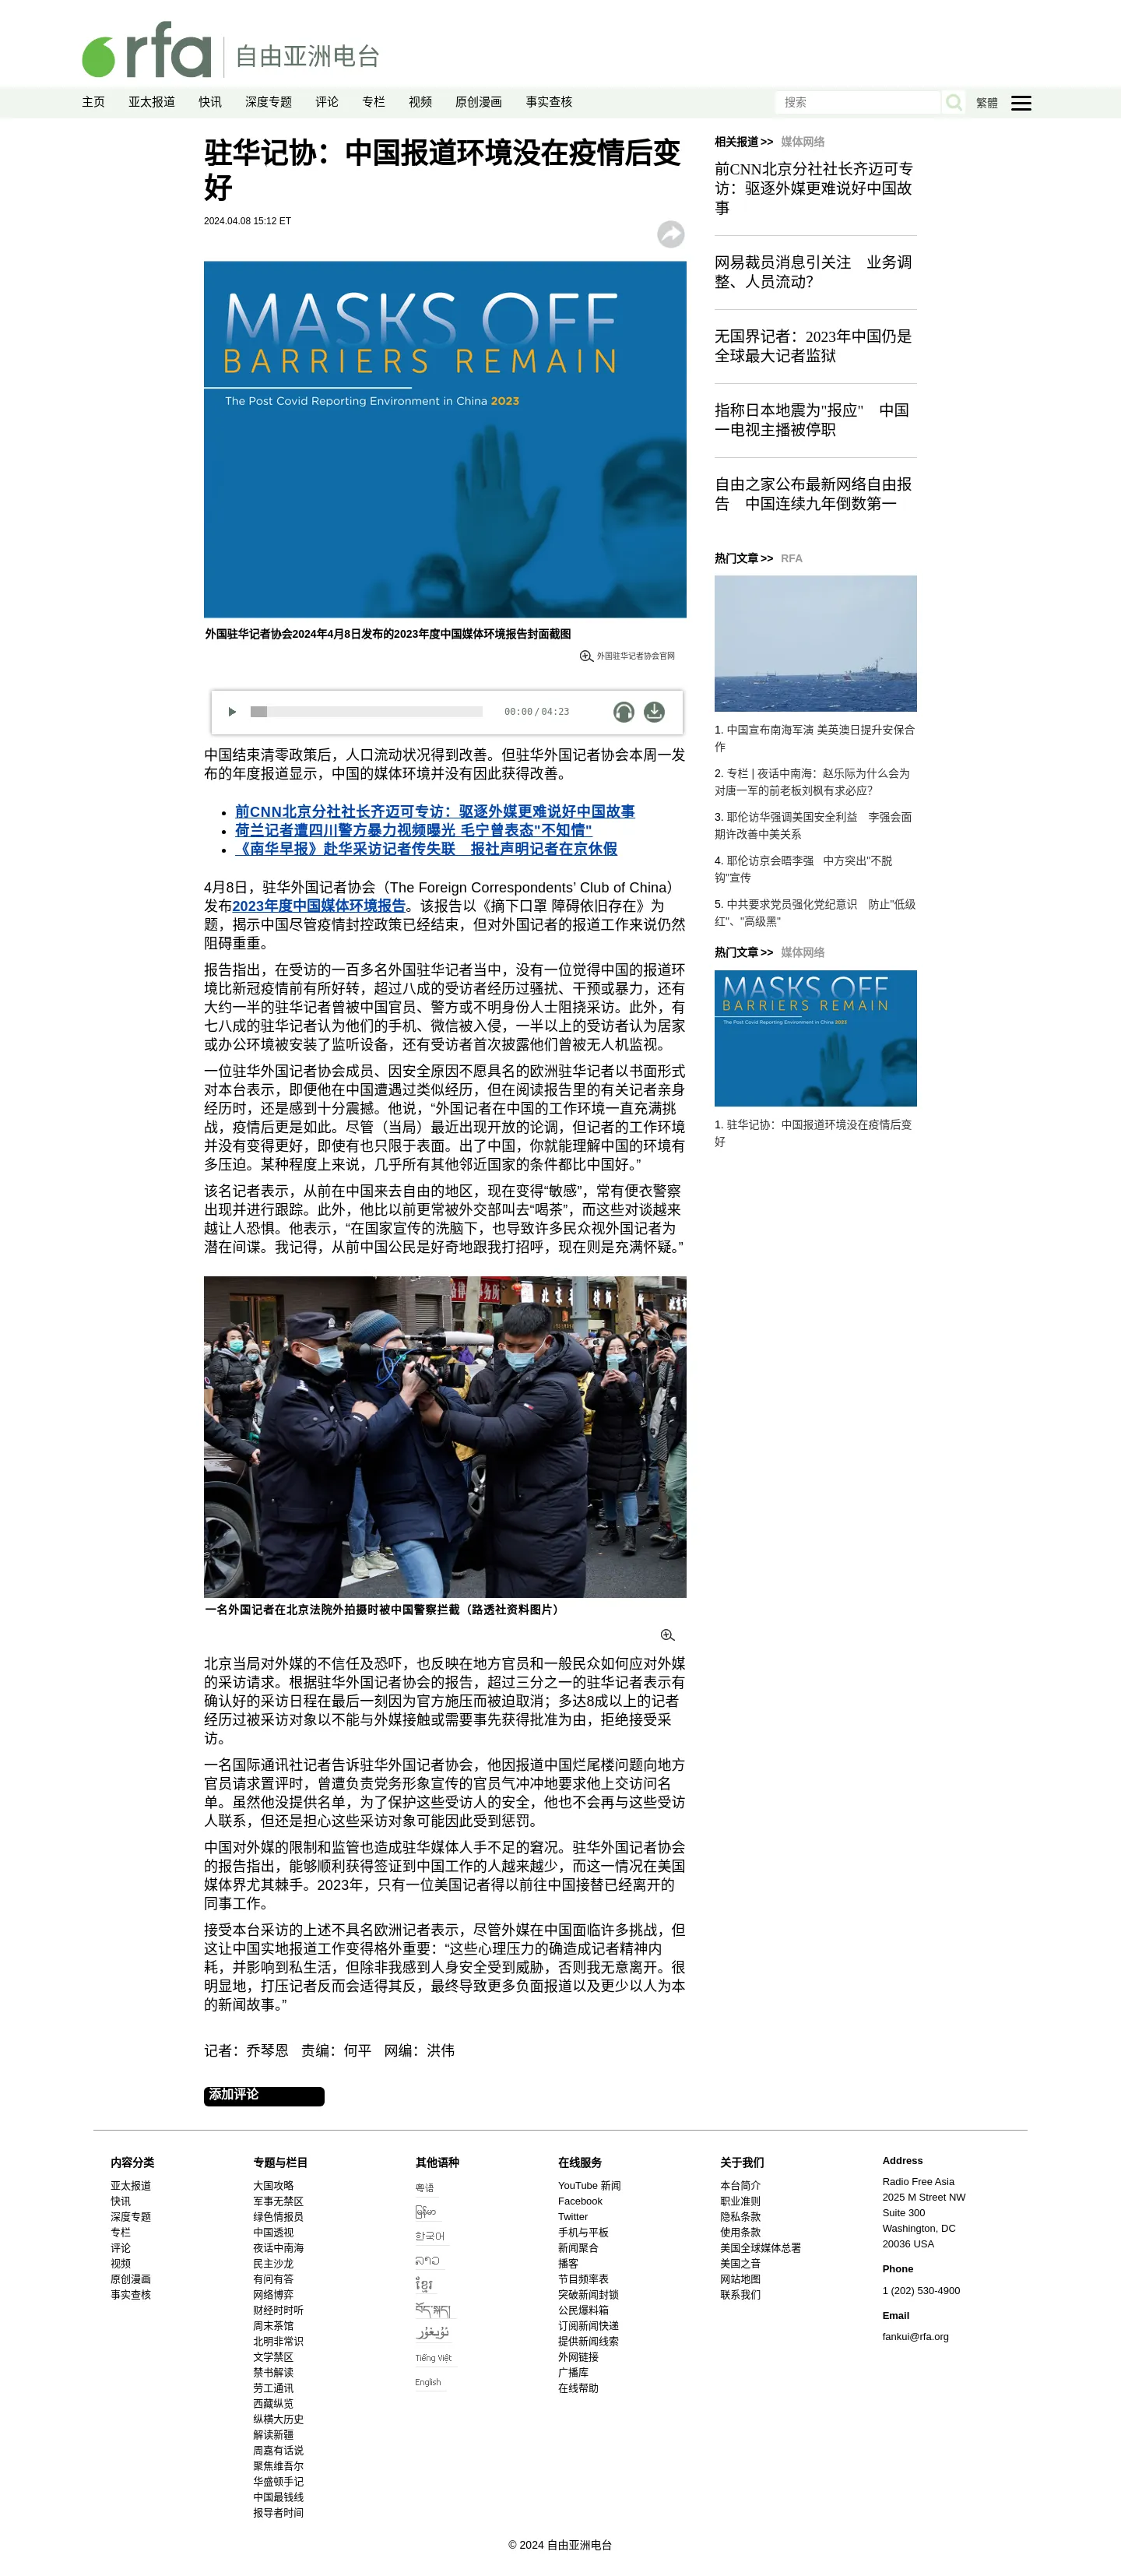 rfa 自由亚洲电台
主页 亚太报道 快讯 深度专题 评论 专栏 视频 原创漫画 事实查核 搜索 繁體
驻华记协：中国报道环境没在疫情后变
好
2024.04.08 15:12 ET
MASKS OFF
BARRIERS REMAIN
The Post Covid Reporting Environment in China 2023
外国驻华记者协会2024年4月8日发布的2023年度中国媒体环境报告封面截图
外国驻华记者协会官网
00:00 / 04:23
中国结束清零政策后，人口流动状况得到改善。但驻华外国记者协会本周一发
布的年度报道显示，中国的媒体环境并没有因此获得改善。
前CNN北京分社社长齐迈可专访：驱逐外媒更难说好中国故事
荷兰记者遭四川警方暴力视频曝光 毛宁曾表态"不知情"
《南华早报》赴华采访记者传失联　报社声明记者在京休假
4月8日，驻华外国记者协会（The Foreign Correspondents’ Club of China）
发布2023年度中国媒体环境报告。该报告以《摘下口罩 障碍依旧存在》为
题，揭示中国尽管疫情封控政策已经结束，但对外国记者的报道工作来说仍然
阻碍重重。
报告指出，在受访的一百多名外国驻华记者当中，没有一位觉得中国的报道环
境比新冠疫情前有所好转，超过八成的受访者经历过骚扰、干预或暴力，还有
大约一半的驻华记者曾被中国官员、警方或不明身份人士阻挠采访。此外，有
七八成的驻华记者认为他们的手机、微信被入侵，一半以上的受访者认为居家
或办公环境被安装了监听设备，还有受访者首次披露他们曾被无人机监视。
一位驻华外国记者协会成员、因安全原因不愿具名的欧洲驻华记者以书面形式
对本台表示，即便他在中国遭遇过类似经历，但在阅读报告里的有关记者亲身
经历时，还是感到十分震撼。他说，“外国记者在中国的工作环境一直充满挑
战，疫情后更是如此。尽管（当局）最近出现开放的论调，但记者的工作环境
并没有变得更好，即使有也只限于表面。出了中国，你就能理解中国的环境有
多压迫。某种程度上来说，几乎所有其他邻近国家的条件都比中国好。”
该名记者表示，从前在中国来去自由的地区，现在变得“敏感”，常有便衣警察
出现并进行跟踪。此外，他比以前更常被外交部叫去“喝茶”，而这些对谈越来
越让人恐惧。他表示，“在国家宣传的洗脑下，也导致许多民众视外国记者为
潜在间谍。我记得，从前中国公民是好奇地跟我打招呼，现在则是充满怀疑。”
一名外国记者在北京法院外拍摄时被中国警察拦截（路透社资料图片）
北京当局对外媒的不信任及恐吓，也反映在地方官员和一般民众如何应对外媒
的采访请求。根据驻华外国记者协会的报告，超过三分之一的驻华记者表示有
确认好的采访日程在最后一刻因为官方施压而被迫取消；多达8成以上的记者
经历过被采访对象以不能与外媒接触或需要事先获得批准为由，拒绝接受采
访。
一名国际通讯社记者告诉驻华外国记者协会，他因报道中国烂尾楼问题向地方
官员请求置评时，曾遭负责党务形象宣传的官员气冲冲地要求他上交访问名
单。虽然他没提供名单，为了保护这些受访人的安全，他也不会再与这些受访
人联系，但还是担心这些采访对象可能因此受到惩罚。
中国对外媒的限制和监管也造成驻华媒体人手不足的窘况。驻华外国记者协会
的报告指出，能够顺利获得签证到中国工作的人越来越少，而这一情况在美国
媒体界尤其棘手。2023年，只有一位美国记者得以前往中国接替已经离开的
同事工作。
接受本台采访的上述不具名欧洲记者表示，尽管外媒在中国面临许多挑战，但
这让中国实地报道工作变得格外重要：“这些心理压力的确造成记者精神内
耗，并影响到私生活，但除非我感到人身安全受到威胁，否则我无意离开。很
明显地，打压记者反而会适得其反，最终导致更多负面报道以及更少以人为本
的新闻故事。”
记者：乔琴恩　责编：何平　网编：洪伟
添加评论
相关报道 >> 媒体网络
前CNN北京分社社长齐迈可专
访：驱逐外媒更难说好中国故
事
网易裁员消息引关注　业务调
整、人员流动？
无国界记者：2023年中国仍是
全球最大记者监狱
指称日本地震为"报应"　中国
一电视主播被停职
自由之家公布最新网络自由报
告　中国连续九年倒数第一
热门文章 >> RFA
1. 中国宣布南海军演 美英澳日提升安保合
作
2. 专栏 | 夜话中南海：赵乐际为什么会为
对唐一军的前老板刘枫有求必应？
3. 耶伦访华强调美国安全利益　李强会面
期许改善中美关系
4. 耶伦访京会晤李强　中方突出"不脱
钩"宣传
5. 中共要求党员强化党纪意识　防止"低级
红"、"高级黑"
热门文章 >> 媒体网络
MASKS OFF
BARRIERS REMAIN
The Post Covid Reporting Environment in China 2023
1. 驻华记协：中国报道环境没在疫情后变
好
内容分类
亚太报道
快讯
深度专题
专栏
评论
视频
原创漫画
事实查核
专题与栏目
大国攻略
军事无禁区
绿色情报员
中国透视
夜话中南海
民主沙龙
有问有答
网络博弈
财经时时听
周末茶馆
北明非常识
文学禁区
禁书解读
劳工通讯
西藏纵览
纵横大历史
解读新疆
周嘉有话说
聚焦维吾尔
华盛顿手记
中国最钱线
报导者时间
其他语种
粤语
မြန်မာ
한국어
ລາວ
ខ្មែរ
བོད་སྐད།
ئۇيغۇر
Tiếng Việt
English
在线服务
YouTube 新闻
Facebook
Twitter
手机与平板
新闻聚合
播客
节目频率表
突破新闻封锁
公民爆料箱
订阅新闻快递
提供新闻线索
外网链接
广播库
在线帮助
关于我们
本台简介
职业准则
隐私条款
使用条款
美国全球媒体总署
美国之音
网站地图
联系我们
Address
Radio Free Asia
2025 M Street NW
Suite 300
Washington, DC
20036 USA
Phone
1 (202) 530-4900
Email
fankui@rfa.org
© 2024 自由亚洲电台